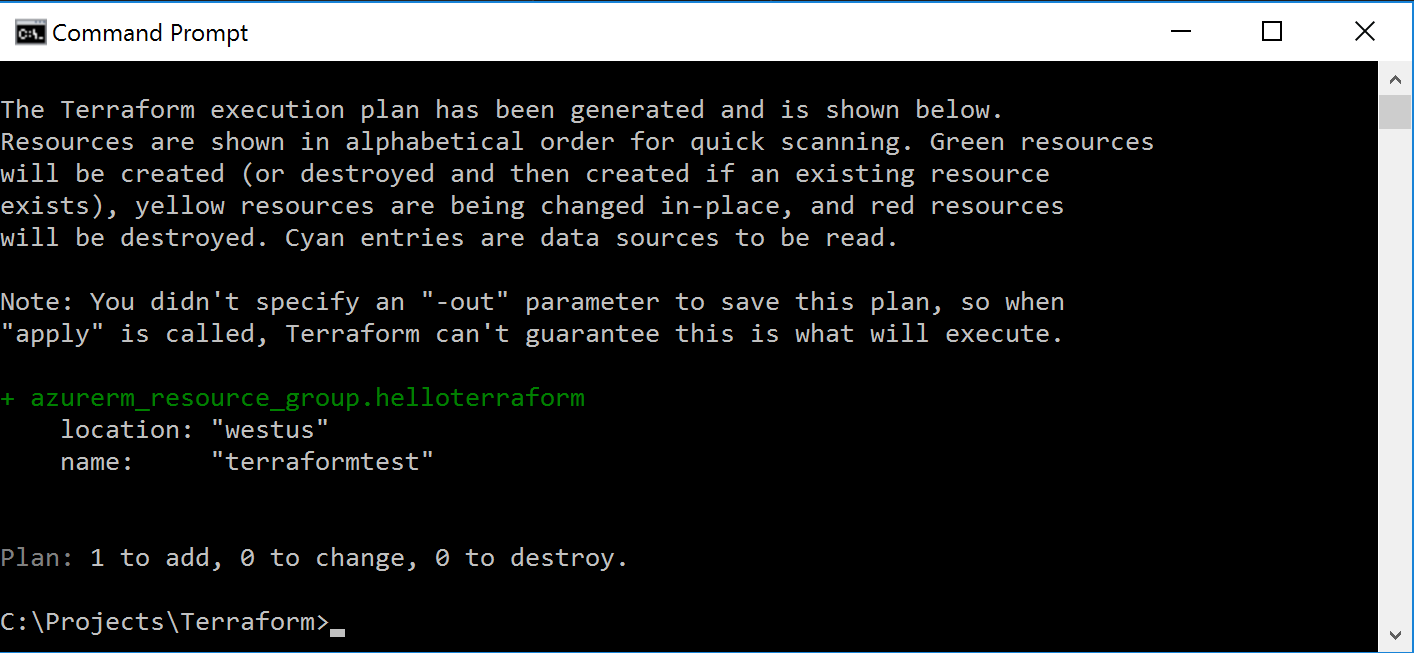 Command Prompt
The Terraform execution plan has been generated and is shown below.
Resources are shown in alphabetical order for quick scanning. Green resources
will be created (or destroyed and then created if an existing resource
exists), yellow resources are being changed in-place, and red resources
will be destroyed. Cyan entries are data sources to be read.
Note: You didn't specify an "-out" parameter to save this plan, so when
"apply" is called, Terraform can't guarantee this is what will execute.
+ azurerm_resource_group.helloterraform
location: "westus"
name: "terraformtest"
Plan: 1 to add, 0 to change, 0 to destroy.
C:\Projects\Terraform>